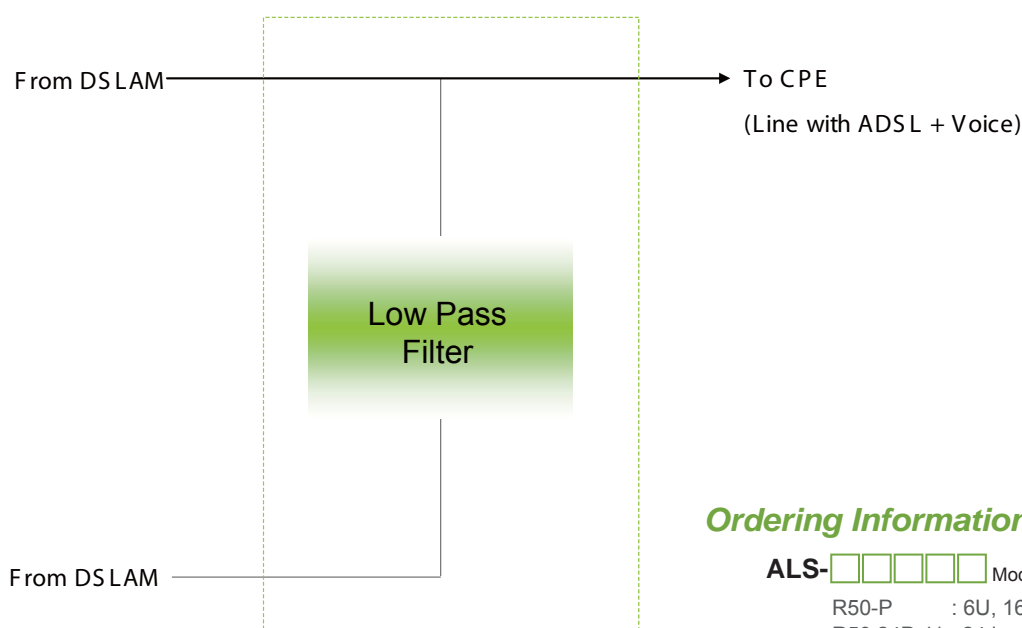 From DSLAM
To CPE
(Line with ADSL + Voice)
Low Pass
Filter
From DSLAM
Ordering Information
ALS-
R50-P : 6U, 16